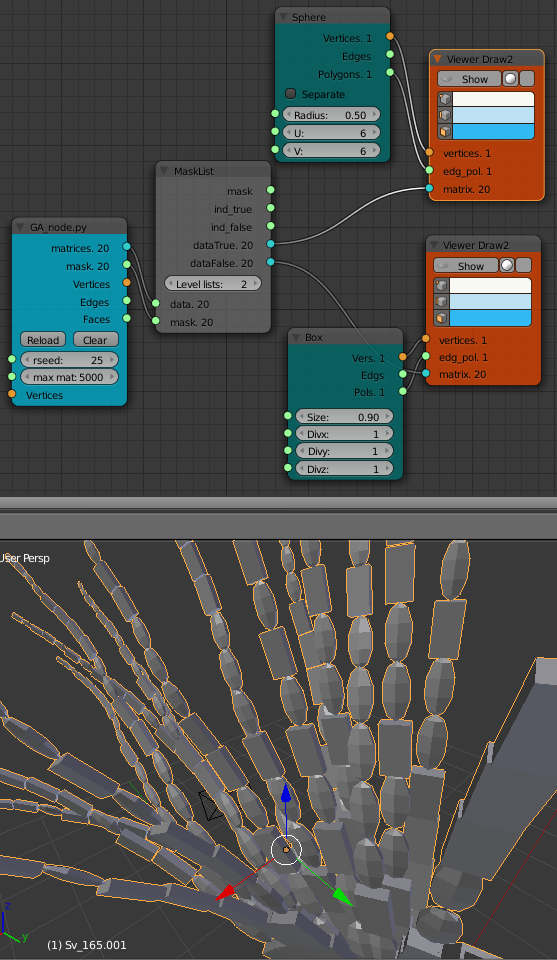 Sphere
Vertices. 1
Edges
Polygons. 1
Separate
Radius: 0.50
U: 6
V: 6
Viewer Draw2
Show
vertices. 1
edg_pol. 1
matrix. 20
MaskList
mask
ind_true
ind_false
dataTrue. 20
dataFalse. 20
Level lists: 2
data. 20
mask. 20
GA_node.py
matrices. 20
mask. 20
Vertices
Edges
Faces
Reload Clear
rseed: 25
max mat: 5000
Vertices
Viewer Draw2
Show
vertices. 1
edg_pol. 1
matrix. 20
Box
Vers. 1
Edgs
Pols. 1
Size: 0.90
Divx: 1
Divy: 1
Divz: 1
User Persp
z
y
(1) Sv_165.001